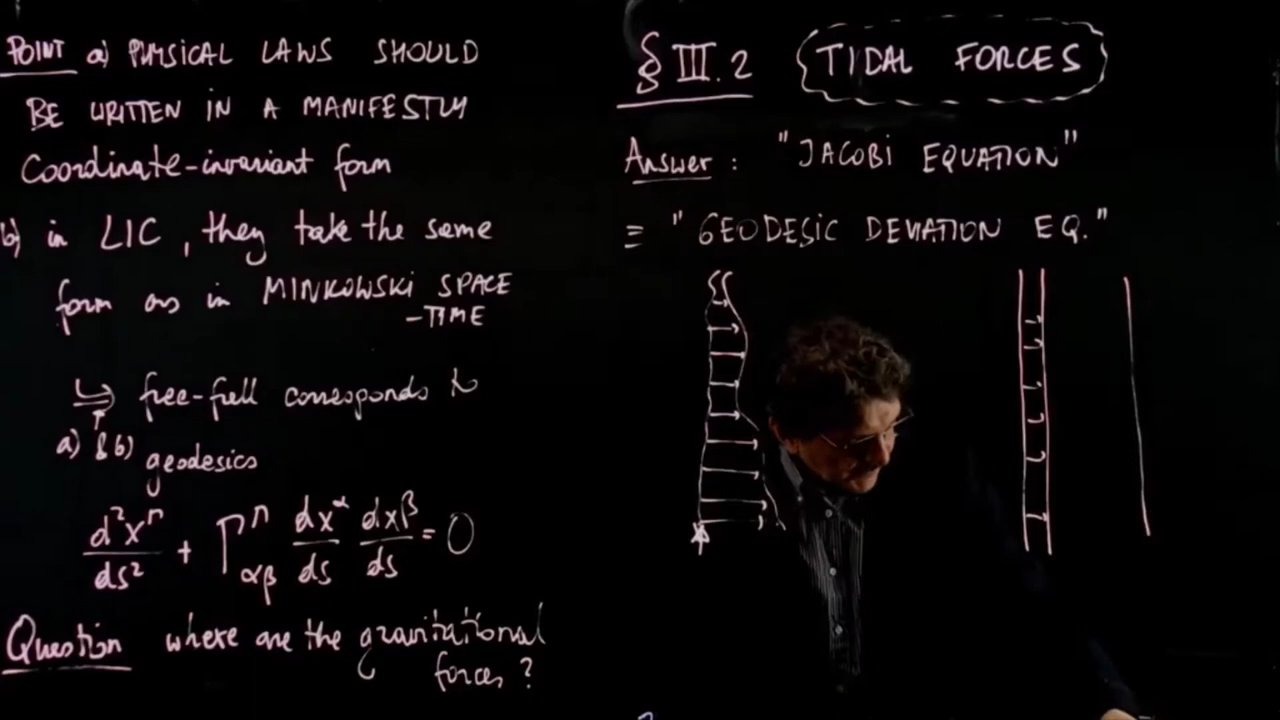 POINT a) PHYSICAL LAWS SHOULD
BE WRITTEN IN A MANIFESTLY
Coordinate-invariant form
b) in LIC, they take the same
form as in MINKOWSKI SPACE
-TIME
↪ free-fall corresponds to
a) & b) geodesics
d²x^μ/ds² + Γ^μ_αβ dx^α/ds dx^β/ds = 0
Question where are the gravitational
forces?
§ III.2 TIDAL FORCES
Answer: "JACOBI EQUATION"
= "GEODESIC DEVIATION EQ."